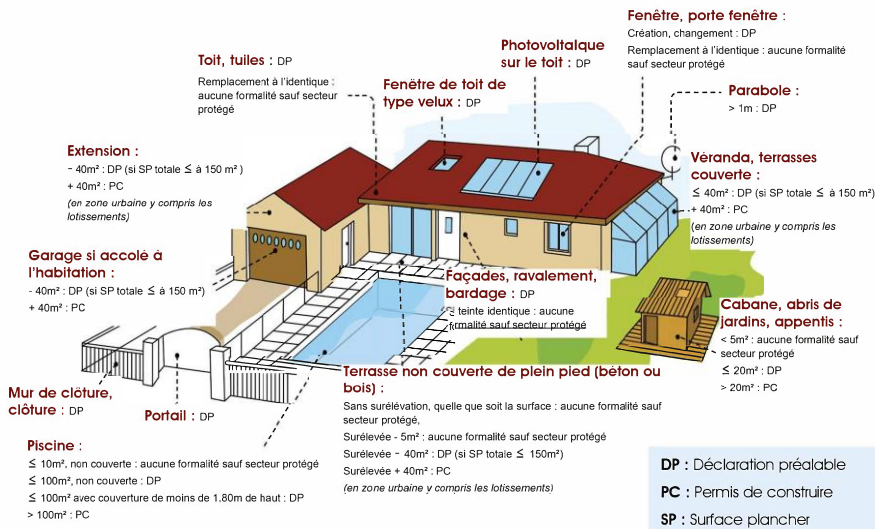 Fenêtre, porte fenêtre :
Création, changement : DP
Remplacement à l'identique : aucune formalité
sauf secteur protégé
Photovoltaïque
sur le toit : DP
Toit, tuiles : DP
Remplacement à l'identique :
aucune formalité sauf secteur
protégé
Fenêtre de toit de
type velux : DP
Parabole :
> 1m : DP
Extension :
- 40m² : DP (si SP totale ≤ à 150 m²)
+ 40m² : PC
(en zone urbaine y compris les
lotissements)
Véranda, terrasses
couverte :
≤ 40m² : DP (si SP totale ≤ à 150 m²)
+ 40m² : PC
(en zone urbaine y compris les
lotissements)
Garage si accolé à
l'habitation :
- 40m² : DP (si SP totale ≤ à 150 m²)
+ 40m² : PC
Façades, ravalement,
bardage : DP
teinte identique : aucune
formalité sauf secteur protégé
Cabane, abris de
jardins, appentis :
< 5m² : aucune formalité sauf
secteur protégé
≤ 20m² : DP
> 20m² : PC
Mur de clôture,
clôture : DP
Portail : DP
Terrasse non couverte de plein pied (béton ou
bois) :
Sans surélévation, quelle que soit la surface : aucune formalité sauf
secteur protégé,
Surélevée - 5m² : aucune formalité sauf secteur protégé
Surélevée - 40m² : DP (si SP totale ≤ 150m²)
Surélevée + 40m² : PC
(en zone urbaine y compris les lotissements)
Piscine :
≤ 10m², non couverte : aucune formalité sauf secteur protégé
≤ 100m², non couverte : DP
≤ 100m² avec couverture de moins de 1,80m de haut : DP
> 100m² : PC
DP : Déclaration préalable
PC : Permis de construire
SP : Surface plancher